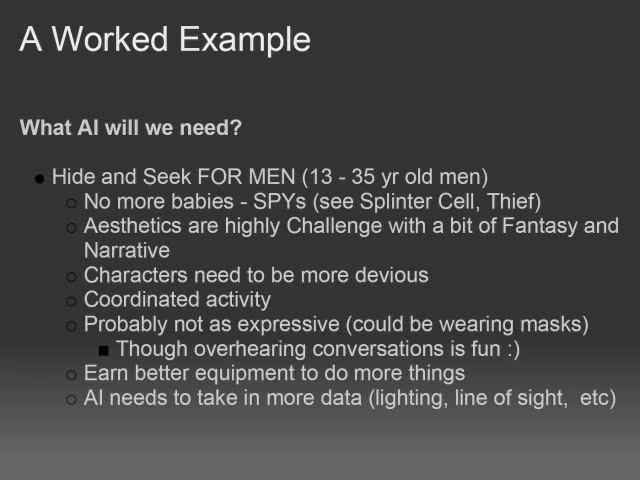 A Worked Example
What AI will we need?
Hide and Seek FOR MEN (13 - 35 yr old men)
No more babies - SPYs (see Splinter Cell, Thief)
Aesthetics are highly Challenge with a bit of Fantasy and
Narrative
Characters need to be more devious
Coordinated activity
Probably not as expressive (could be wearing masks)
Though overhearing conversations is fun :)
Earn better equipment to do more things
AI needs to take in more data (lighting, line of sight,  etc)